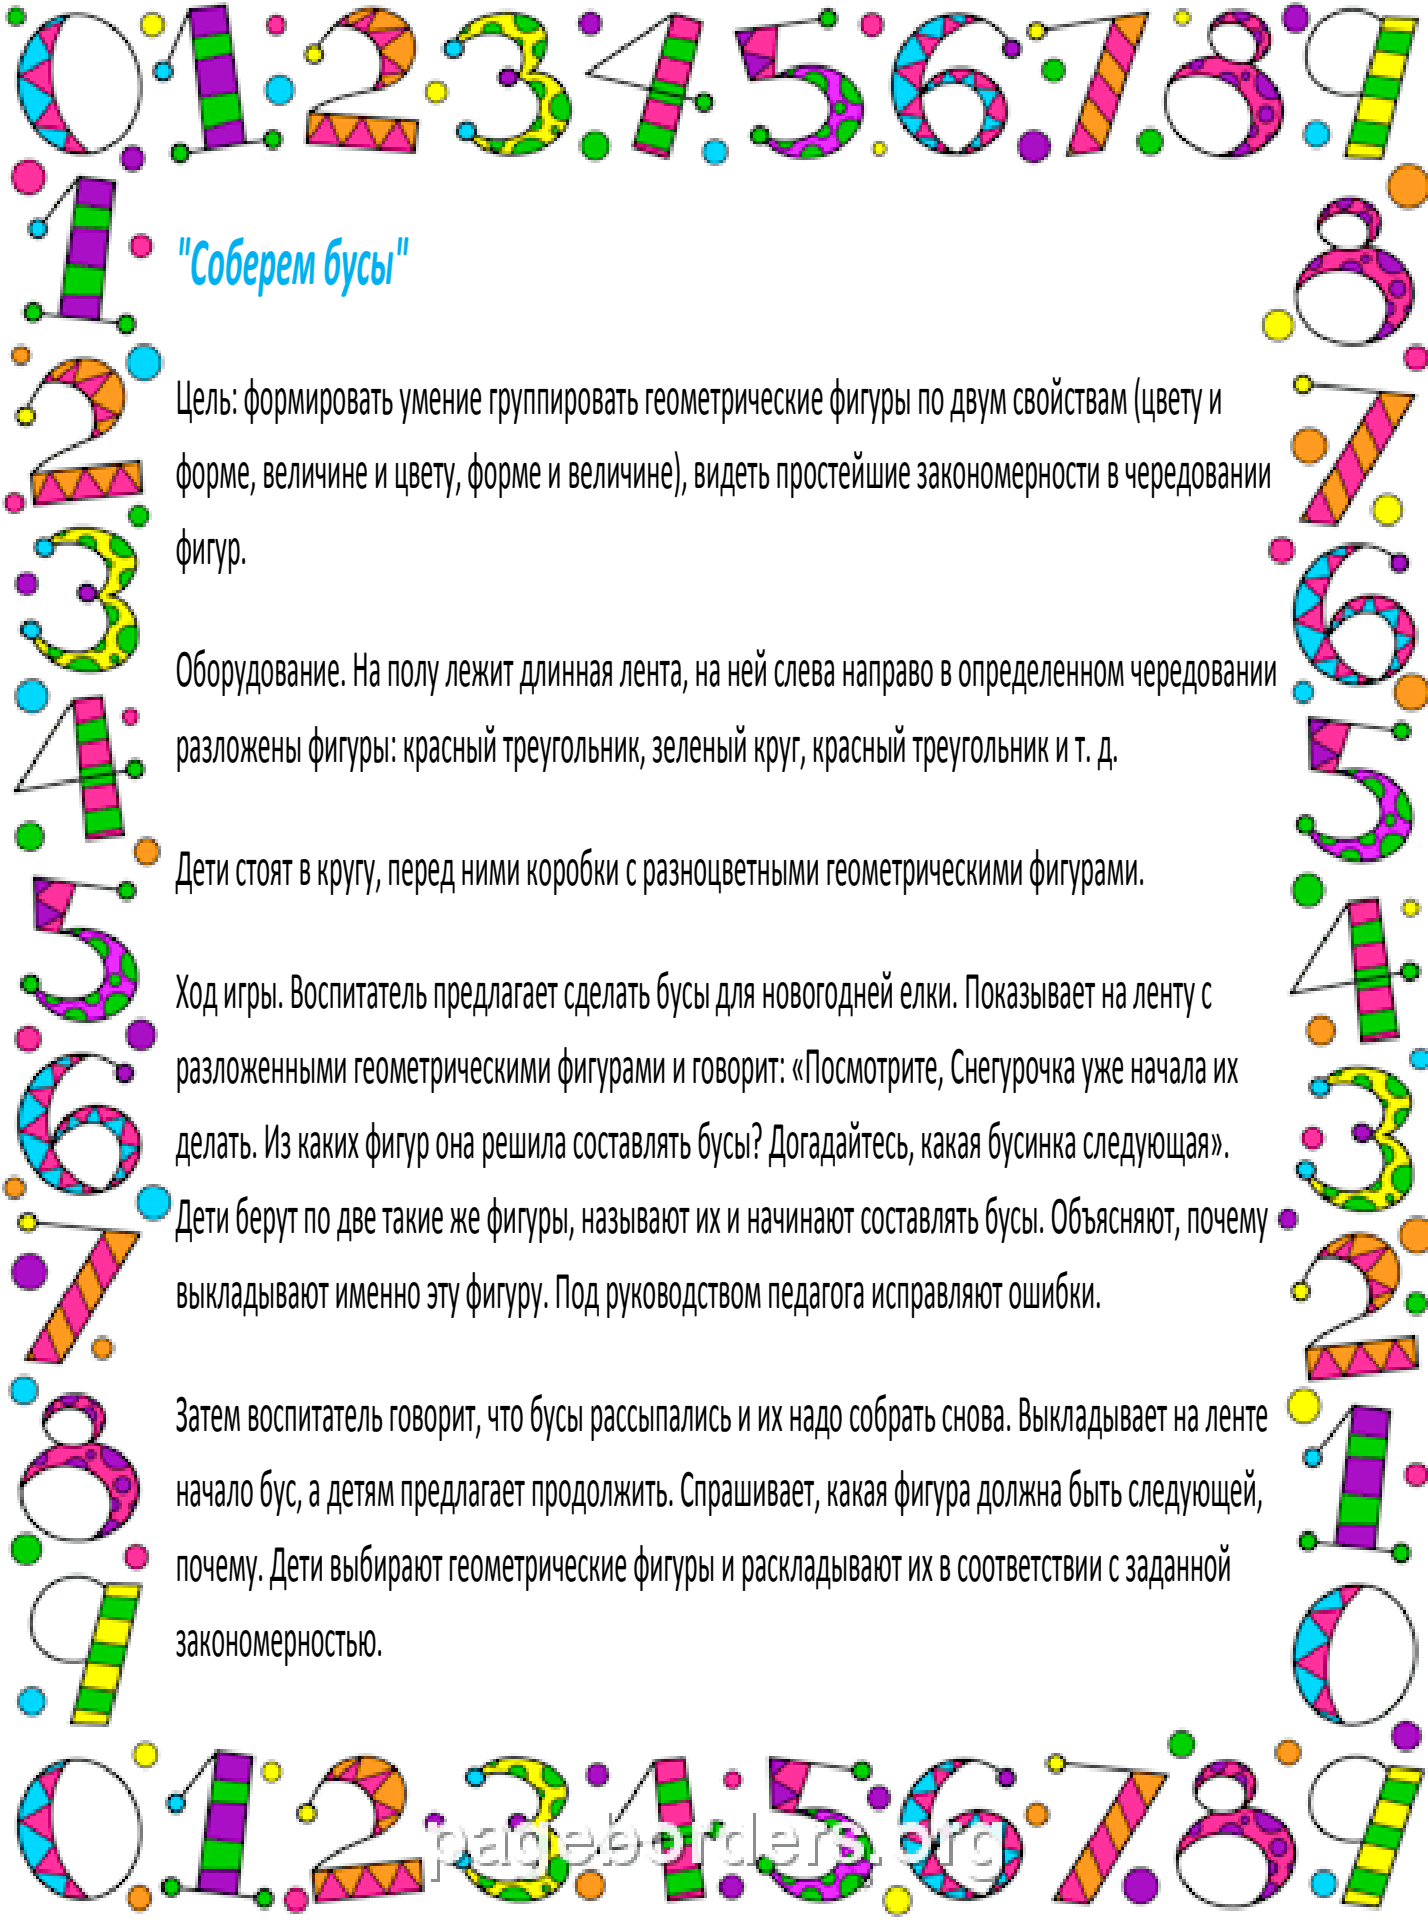 "Соберем бусы"
Цель: формировать умение группировать геометрические фигуры по двум свойствам (цвету и
форме, величине и цвету, форме и величине), видеть простейшие закономерности в чередовании
фигур.
Оборудование. На полу лежит длинная лента, на ней слева направо в определенном чередовании
разложены фигуры: красный треугольник, зеленый круг, красный треугольник и т. д.
Дети стоят в кругу, перед ними коробки с разноцветными геометрическими фигурами.
Ход игры. Воспитатель предлагает сделать бусы для новогодней елки. Показывает на ленту с
разложенными геометрическими фигурами и говорит: «Посмотрите, Снегурочка уже начала их
делать. Из каких фигур она решила составлять бусы? Догадайтесь, какая бусинка следующая».
Дети берут по две такие же фигуры, называют их и начинают составлять бусы. Объясняют, почему
выкладывают именно эту фигуру. Под руководством педагога исправляют ошибки.
Затем воспитатель говорит, что бусы рассыпались и их надо собрать снова. Выкладывает на ленте
начало бус, а детям предлагает продолжить. Спрашивает, какая фигура должна быть следующей,
почему. Дети выбирают геометрические фигуры и раскладывают их в соответствии с заданной
закономерностью.
pageborders.org